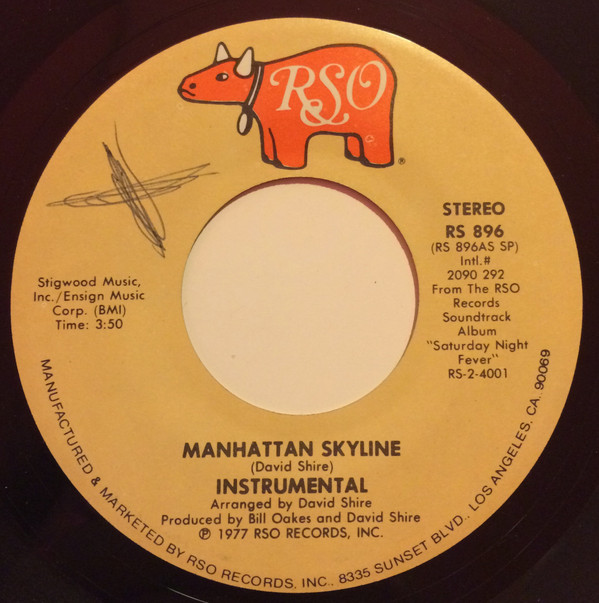 RSO
®
STEREO
RS 896
(RS 896AS SP)
Intl.#
2090 292
From The RSO
Records
Soundtrack
Album
"Saturday Night
Fever"
RS-2-4001
Stigwood Music,
Inc./Ensign Music
Corp. (BMI)
Time: 3:50
MANHATTAN SKYLINE
(David Shire)
INSTRUMENTAL
Arranged by David Shire
Produced by Bill Oakes and David Shire
℗ 1977 RSO RECORDS, INC.
MANUFACTURED & MARKETED BY RSO RECORDS, INC., 8335 SUNSET BLVD., LOS ANGELES, CA. 90069